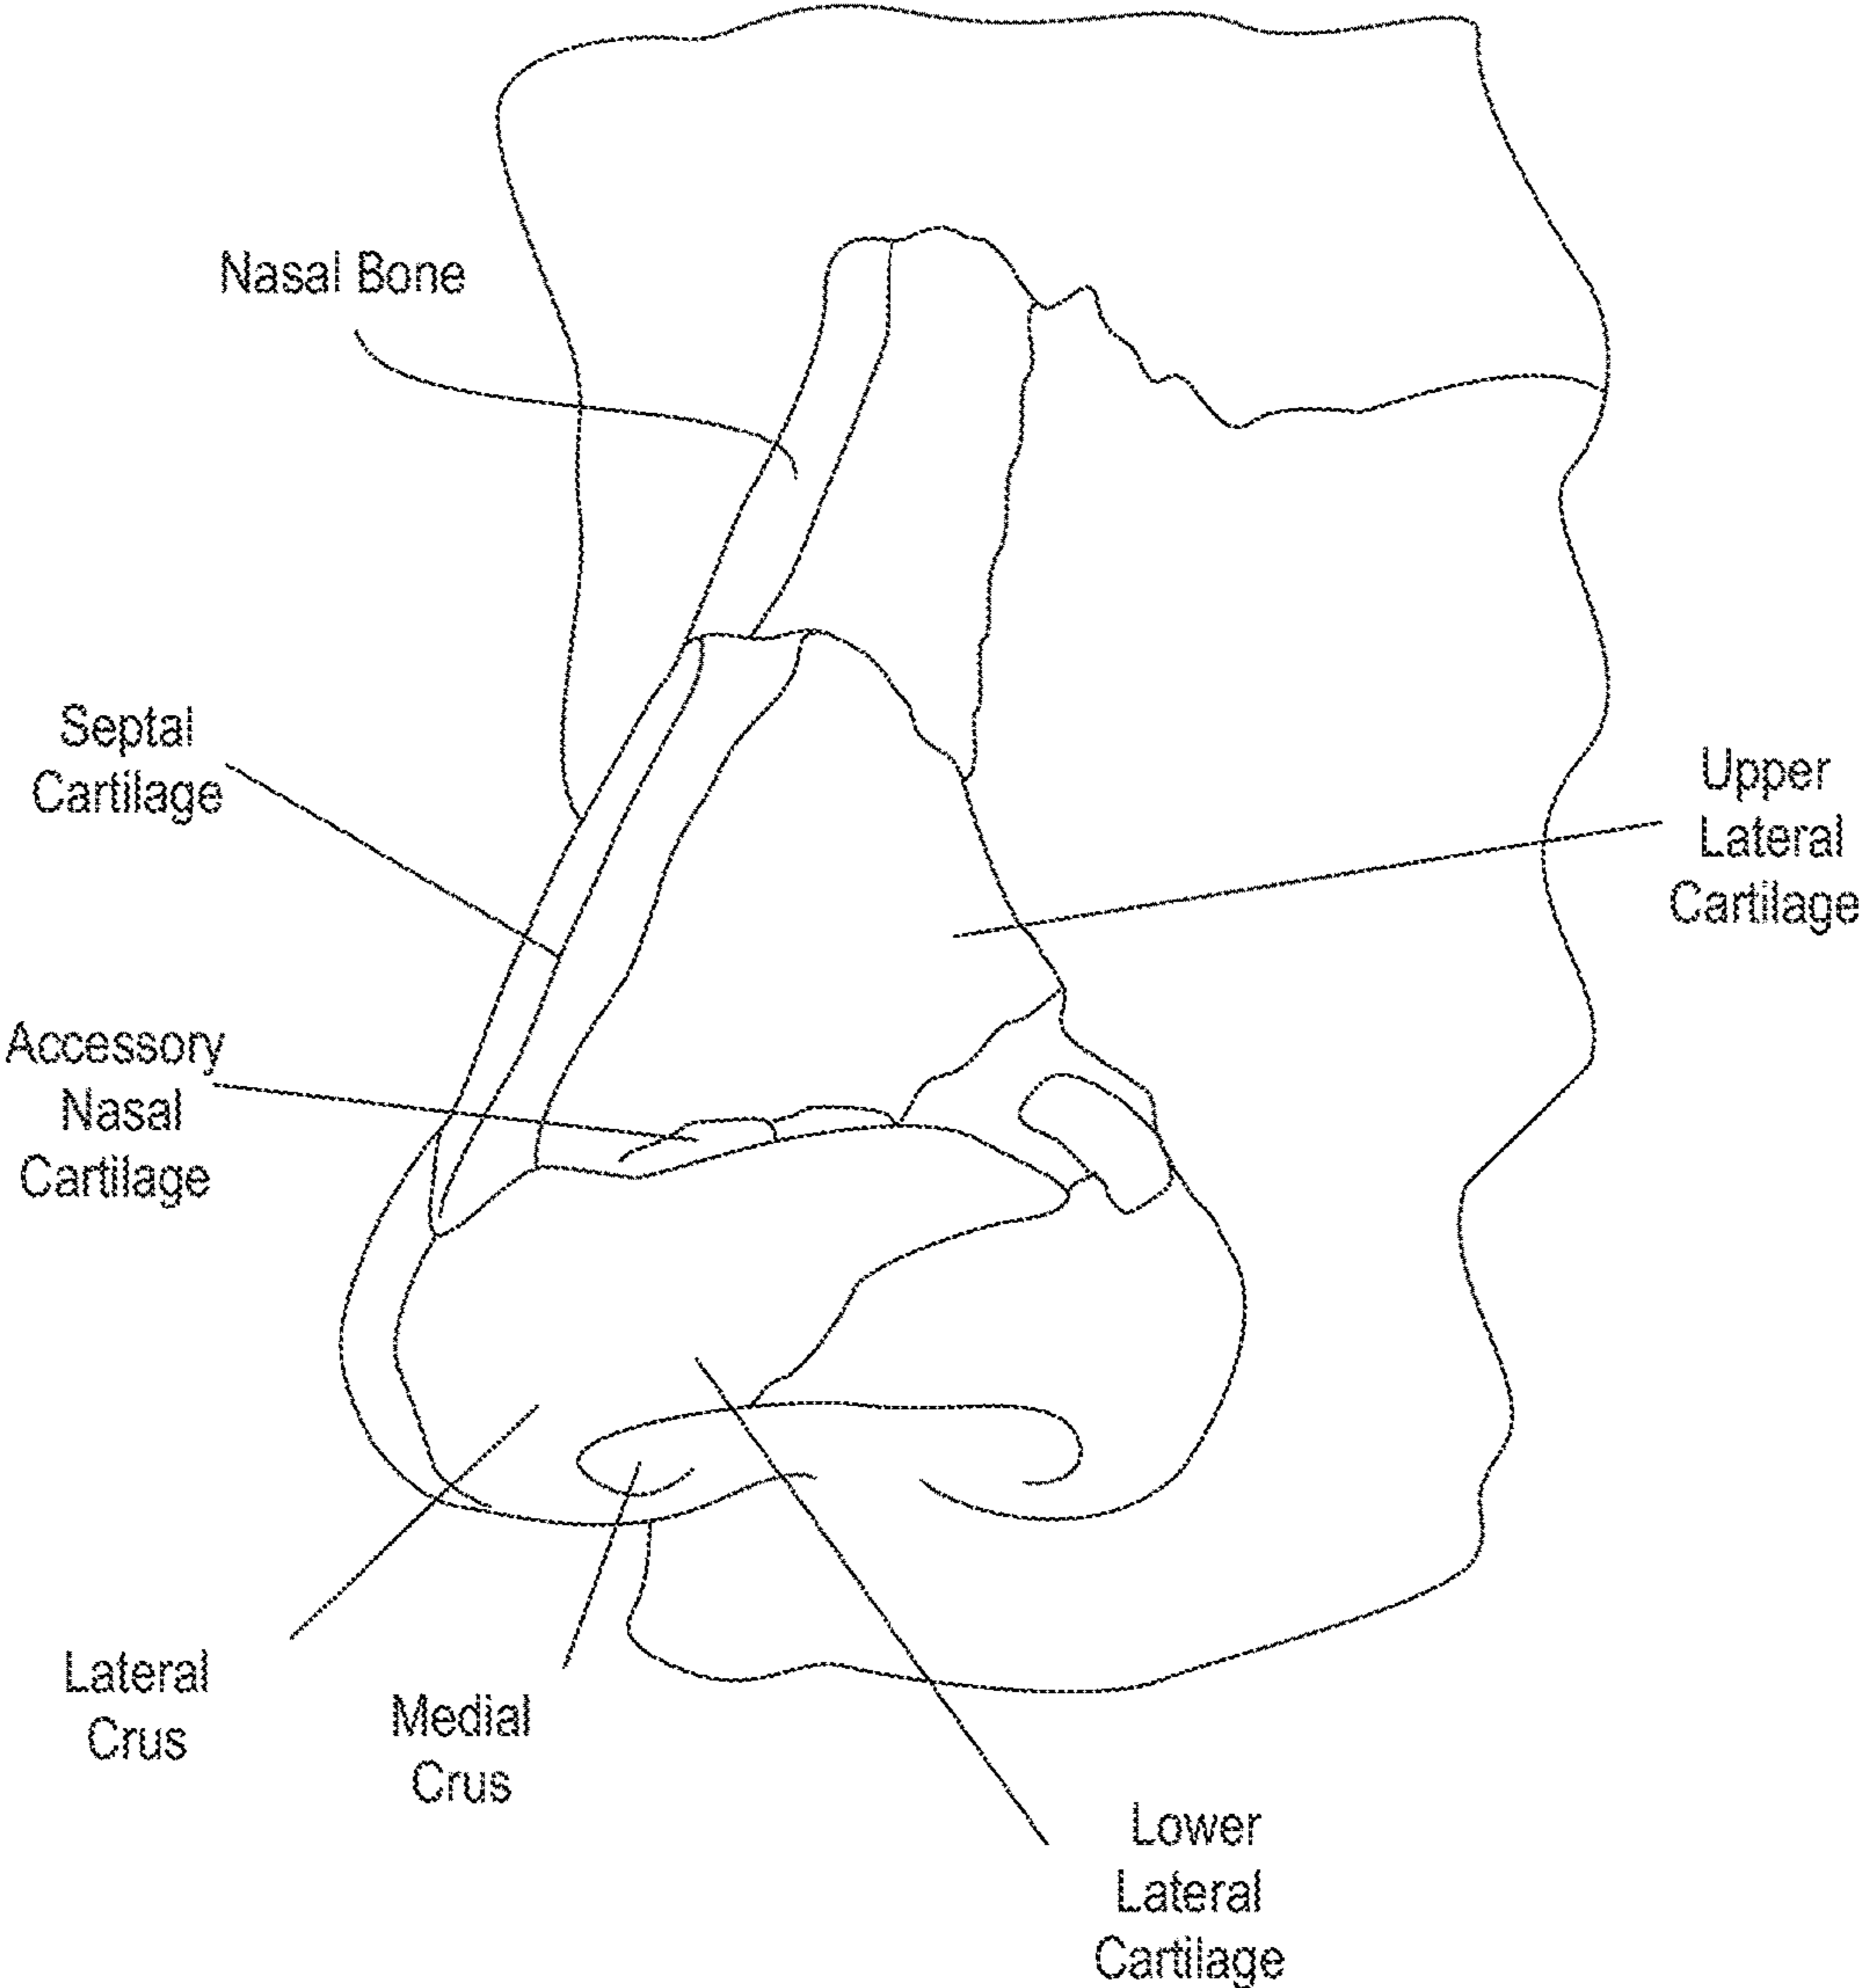 Nasal Bone
Septal
Cartilage
Upper
Lateral
Cartilage
Accessory
Nasal
Cartilage
Lateral
Crus
Medial
Crus
Lower
Lateral
Cartilage